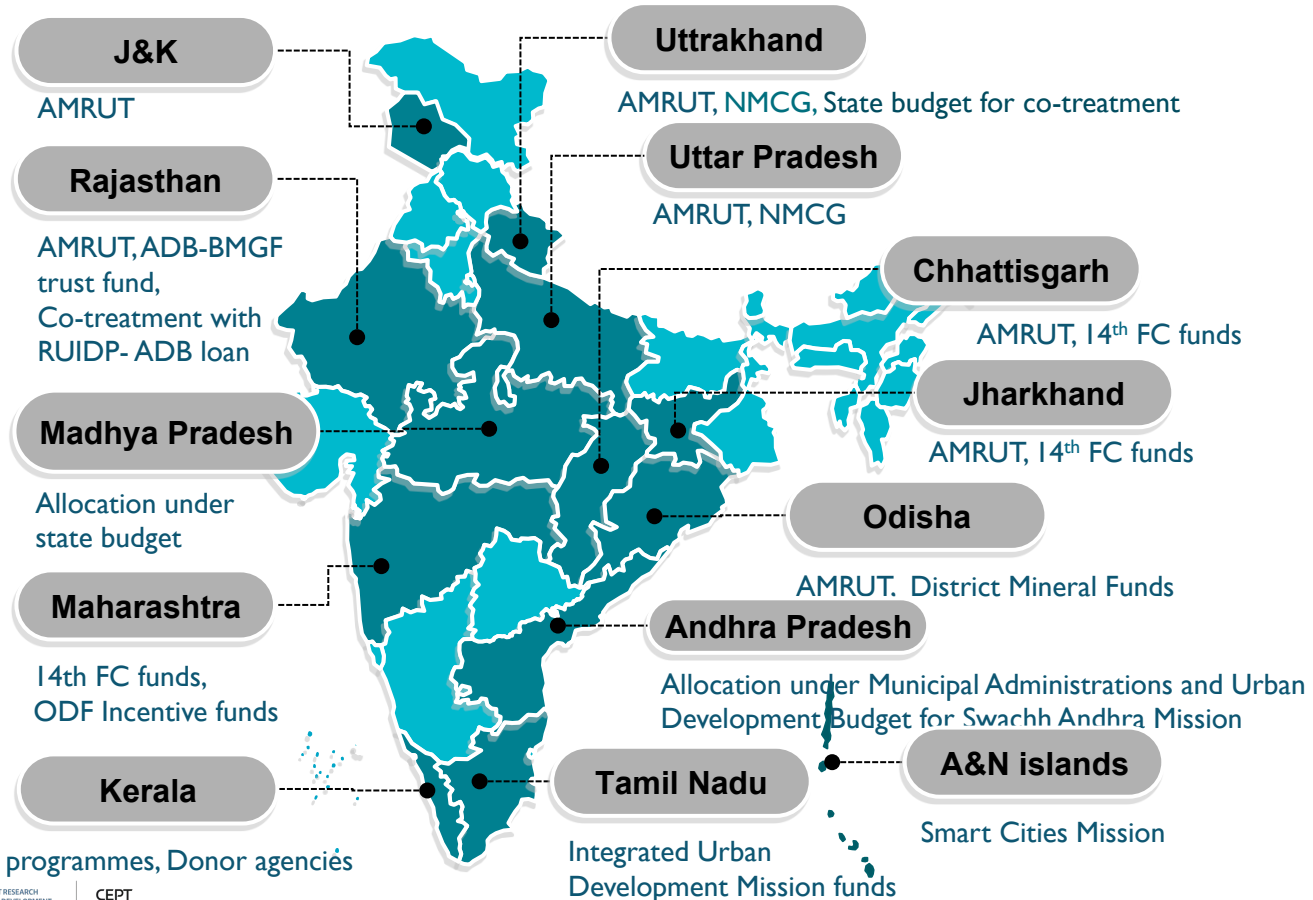 J&K
AMRUT
Uttrakhand
AMRUT, NMCG, State budget for co-treatment
Rajasthan
AMRUT, ADB-BMGF
trust fund,
Co-treatment with
RUIDP- ADB loan
Uttar Pradesh
AMRUT, NMCG
Chhattisgarh
AMRUT, 14th FC funds
Jharkhand
AMRUT, 14th FC funds
Madhya Pradesh
Allocation under
state budget
Odisha
AMRUT, District Mineral Funds
Maharashtra
14th FC funds,
ODF Incentive funds
Andhra Pradesh
Allocation under Municipal Administrations and Urban
Development Budget for Swachh Andhra Mission
Kerala
programmes, Donor agencies
Tamil Nadu
Integrated Urban
Development Mission funds
A&N islands
Smart Cities Mission
RESEARCH
CEPT